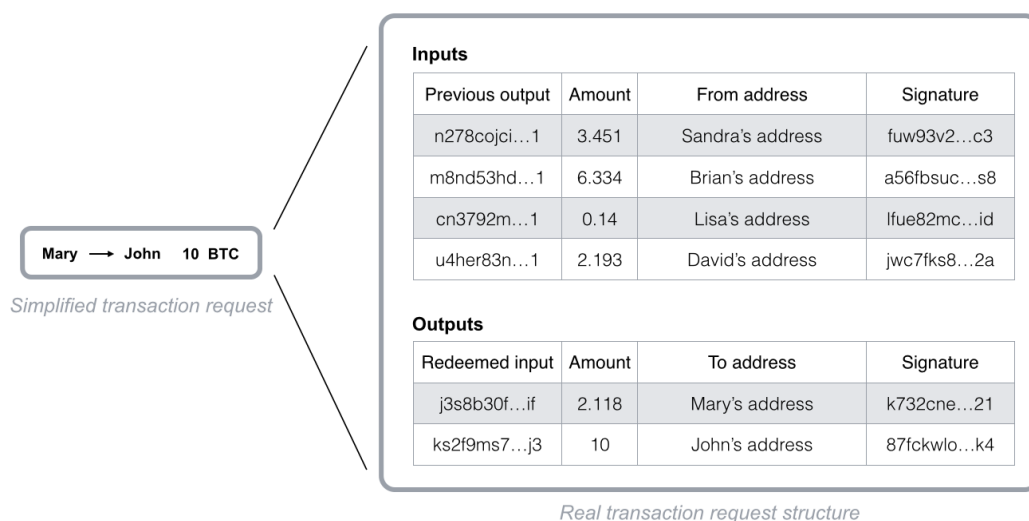 Inputs
Previous output Amount From address Signature
n278cojci…1 3.451 Sandra's address fuw93v2…c3
m8nd53hd…1 6.334 Brian's address a56fbsuc…s8
cn3792m…1 0.14 Lisa's address lfue82mc…id
u4her83n…1 2.193 David's address jwc7fks8…2a
Mary → John 10 BTC
Simplified transaction request
Outputs
Redeemed input Amount To address Signature
j3s8b30f…if 2.118 Mary's address k732cne…21
ks2f9ms7…j3 10 John's address 87fckwlo…k4
Real transaction request structure